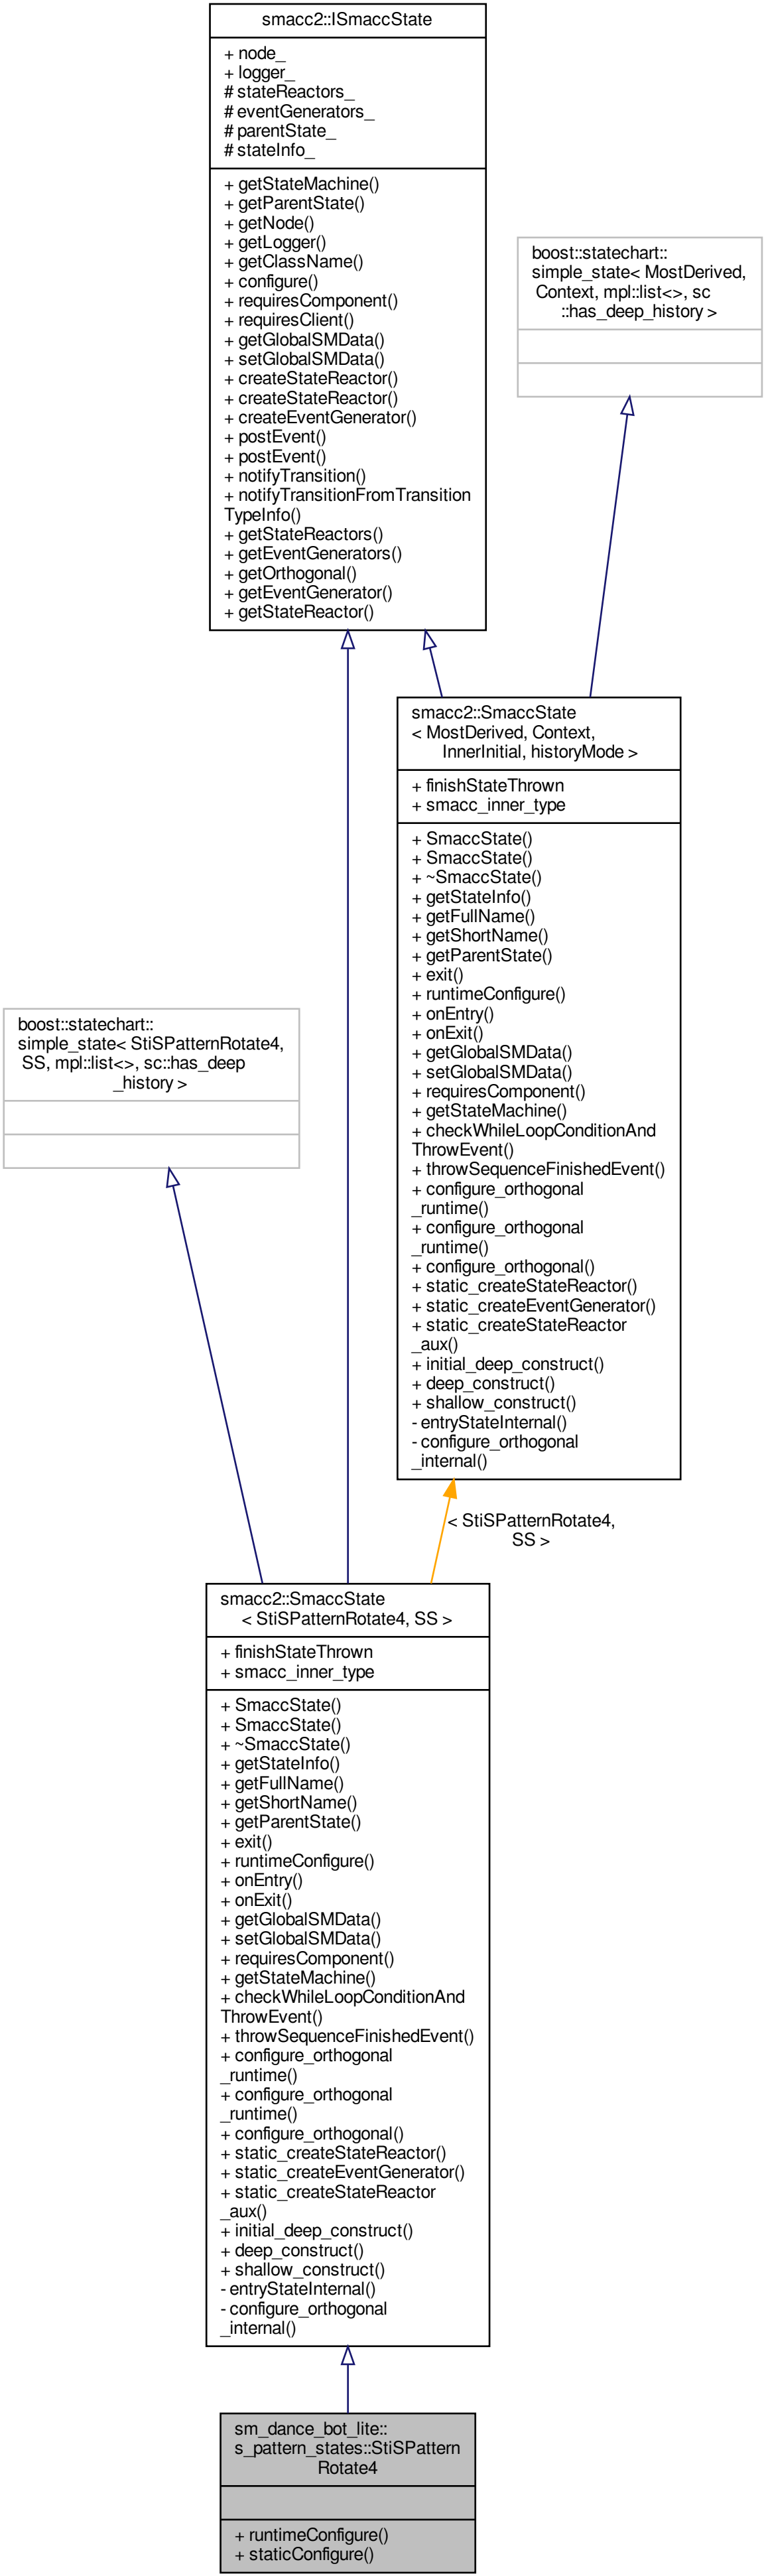 smacc2::ISmaccState
+ node_
+ logger_
# stateReactors_
# eventGenerators_
# parentState_
# stateInfo_
+ getStateMachine()
+ getParentState()
+ getNode()
+ getLogger()
+ getClassName()
+ configure()
+ requiresComponent()
+ requiresClient()
+ getGlobalSMData()
+ setGlobalSMData()
+ createStateReactor()
+ createStateReactor()
+ createEventGenerator()
+ postEvent()
+ postEvent()
+ notifyTransition()
+ notifyTransitionFromTransition
TypeInfo()
+ getStateReactors()
+ getEventGenerators()
+ getOrthogonal()
+ getEventGenerator()
+ getStateReactor()
boost::statechart::
simple_state< MostDerived,
Context, mpl::list<>, sc
::has_deep_history >
smacc2::SmaccState
< MostDerived, Context,
InnerInitial, historyMode >
+ finishStateThrown
+ smacc_inner_type
+ SmaccState()
+ SmaccState()
+ ~SmaccState()
+ getStateInfo()
+ getFullName()
+ getShortName()
+ getParentState()
+ exit()
+ runtimeConfigure()
+ onEntry()
+ onExit()
+ getGlobalSMData()
+ setGlobalSMData()
+ requiresComponent()
+ getStateMachine()
+ checkWhileLoopConditionAnd
ThrowEvent()
+ throwSequenceFinishedEvent()
+ configure_orthogonal
_runtime()
+ configure_orthogonal
_runtime()
+ configure_orthogonal()
+ static_createStateReactor()
+ static_createEventGenerator()
+ static_createStateReactor
_aux()
+ initial_deep_construct()
+ deep_construct()
+ shallow_construct()
- entryStateInternal()
- configure_orthogonal
_internal()
boost::statechart::
simple_state< StiSPatternRotate4,
SS, mpl::list<>, sc::has_deep
_history >
< StiSPatternRotate4,
SS >
smacc2::SmaccState
< StiSPatternRotate4, SS >
+ finishStateThrown
+ smacc_inner_type
+ SmaccState()
+ SmaccState()
+ ~SmaccState()
+ getStateInfo()
+ getFullName()
+ getShortName()
+ getParentState()
+ exit()
+ runtimeConfigure()
+ onEntry()
+ onExit()
+ getGlobalSMData()
+ setGlobalSMData()
+ requiresComponent()
+ getStateMachine()
+ checkWhileLoopConditionAnd
ThrowEvent()
+ throwSequenceFinishedEvent()
+ configure_orthogonal
_runtime()
+ configure_orthogonal
_runtime()
+ configure_orthogonal()
+ static_createStateReactor()
+ static_createEventGenerator()
+ static_createStateReactor
_aux()
+ initial_deep_construct()
+ deep_construct()
+ shallow_construct()
- entryStateInternal()
- configure_orthogonal
_internal()
sm_dance_bot_lite::
s_pattern_states::StiSPattern
Rotate4
+ runtimeConfigure()
+ staticConfigure()